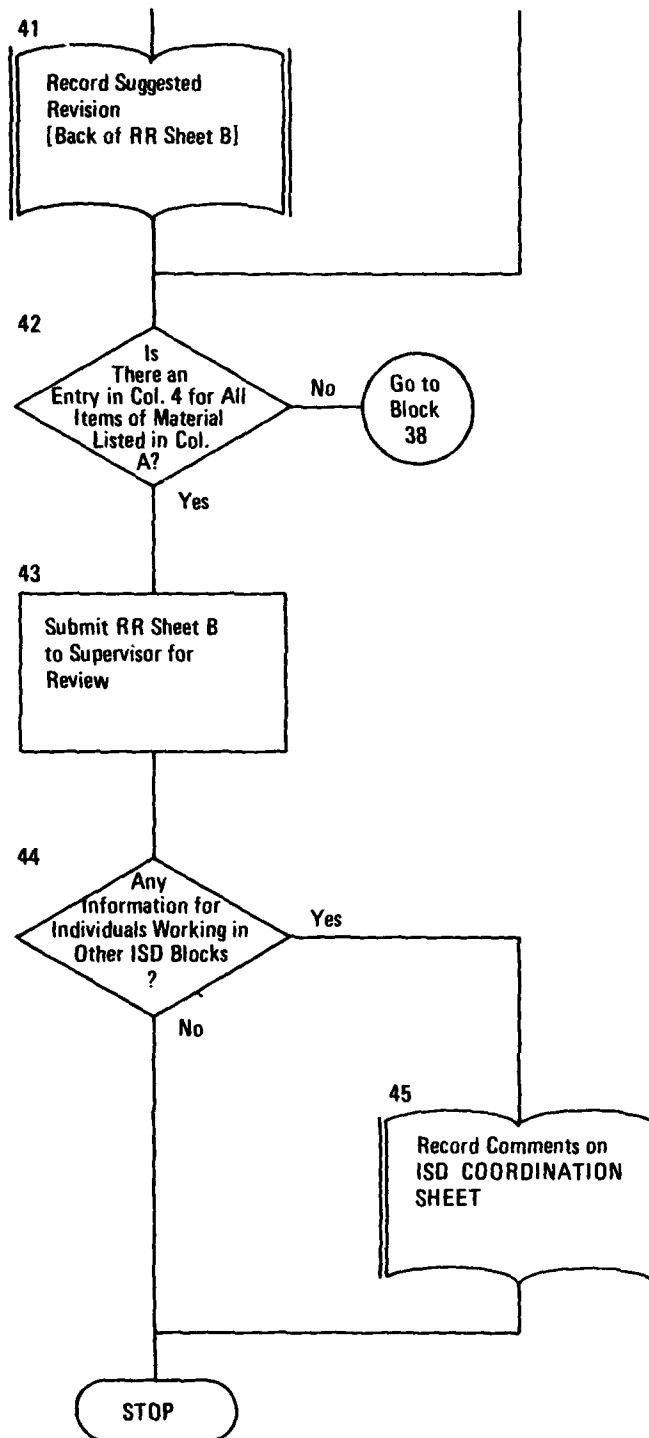 41
Record Suggested
Revision
[Back of RR Sheet B]
42
Is
There an
Entry in Col. 4 for All
Items of Material
Listed in Col.
A?
No
Go to
Block
38
Yes
43
Submit RR Sheet B
to Supervisor for
Review
44
Any
Information for
Individuals Working in
Other ISD Blocks
?
Yes
No
45
Record Comments on
ISD COORDINATION
SHEET
STOP